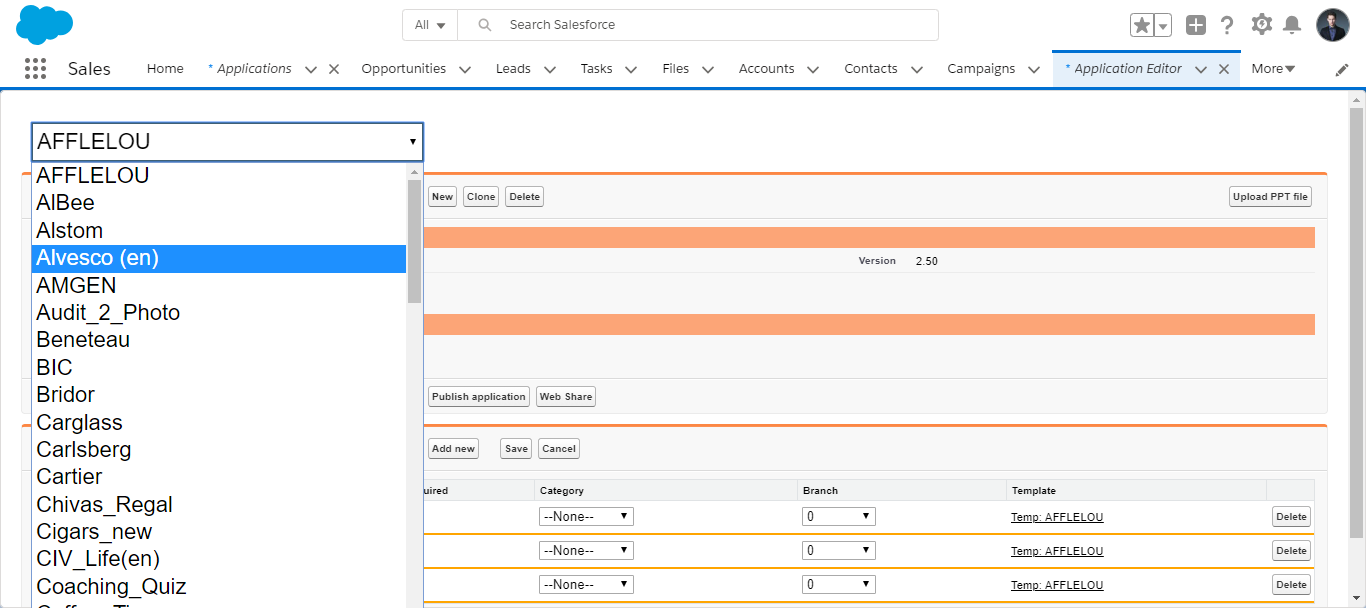 All
Search Salesforce
Sales
Home
* Applications
Opportunities
Leads
Tasks
Files
Accounts
Contacts
Campaigns
* Application Editor
More
AFFLELOU
AFFLELOU
AlBee
Alstom
Alvesco (en)
AMGEN
Audit_2_Photo
Beneteau
BIC
Bridor
Carglass
Carlsberg
Cartier
Chivas_Regal
Cigars_new
CIV_Life(en)
Coaching_Quiz
New Clone Delete
Upload PPT file
Version 2.50
Publish application Web Share
Add new Save Cancel
uired Category Branch Template
--None-- 0 Temp: AFFLELOU Delete
--None-- 0 Temp: AFFLELOU Delete
--None-- 0 Temp: AFFLELOU Delete